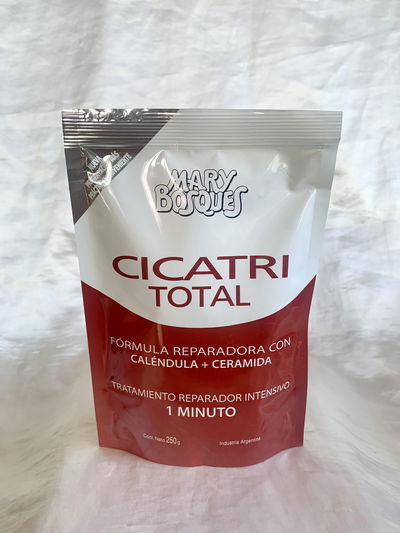 MARY
BOSQUES
CICATRI
TOTAL
FÓRMULA REPARADORA CON
CALÉNDULA + CERAMIDA
TRATAMIENTO REPARADOR INTENSIVO
1 MINUTO
Cont. Neto 250 g
Industria Argentina